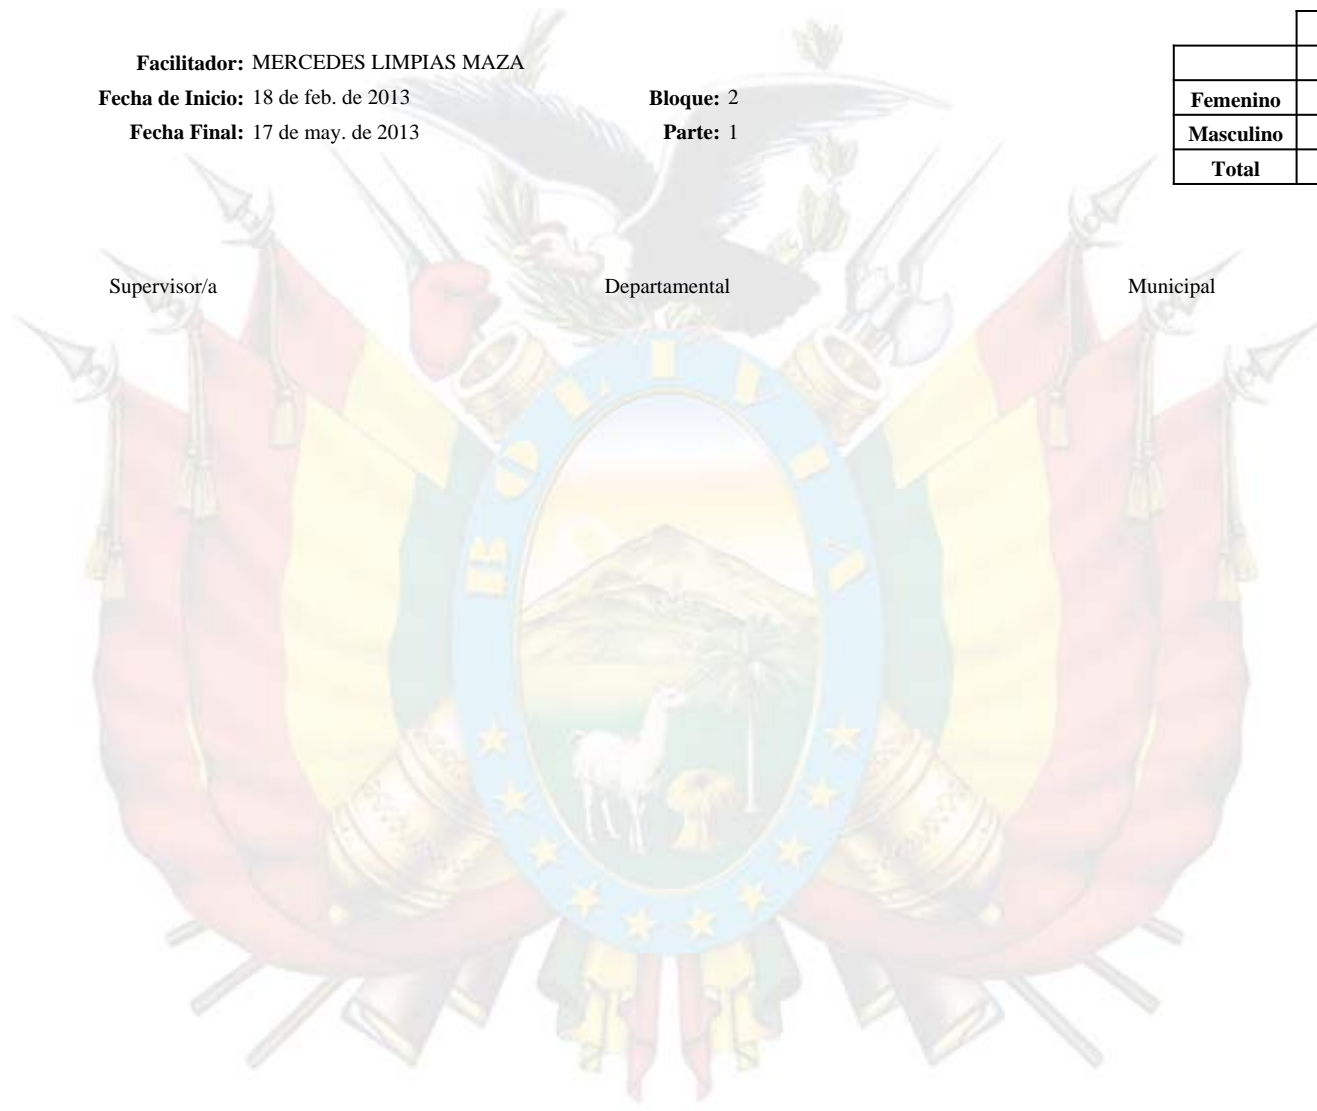 Facilitador: MERCEDES LIMPIAS MAZA
Fecha de Inicio: 18 de feb. de 2013 Bloque: 2
Fecha Final: 17 de may. de 2013 Parte: 1
Femenino
Masculino
Total
Supervisor/a Departamental Municipal
BOLIVIA